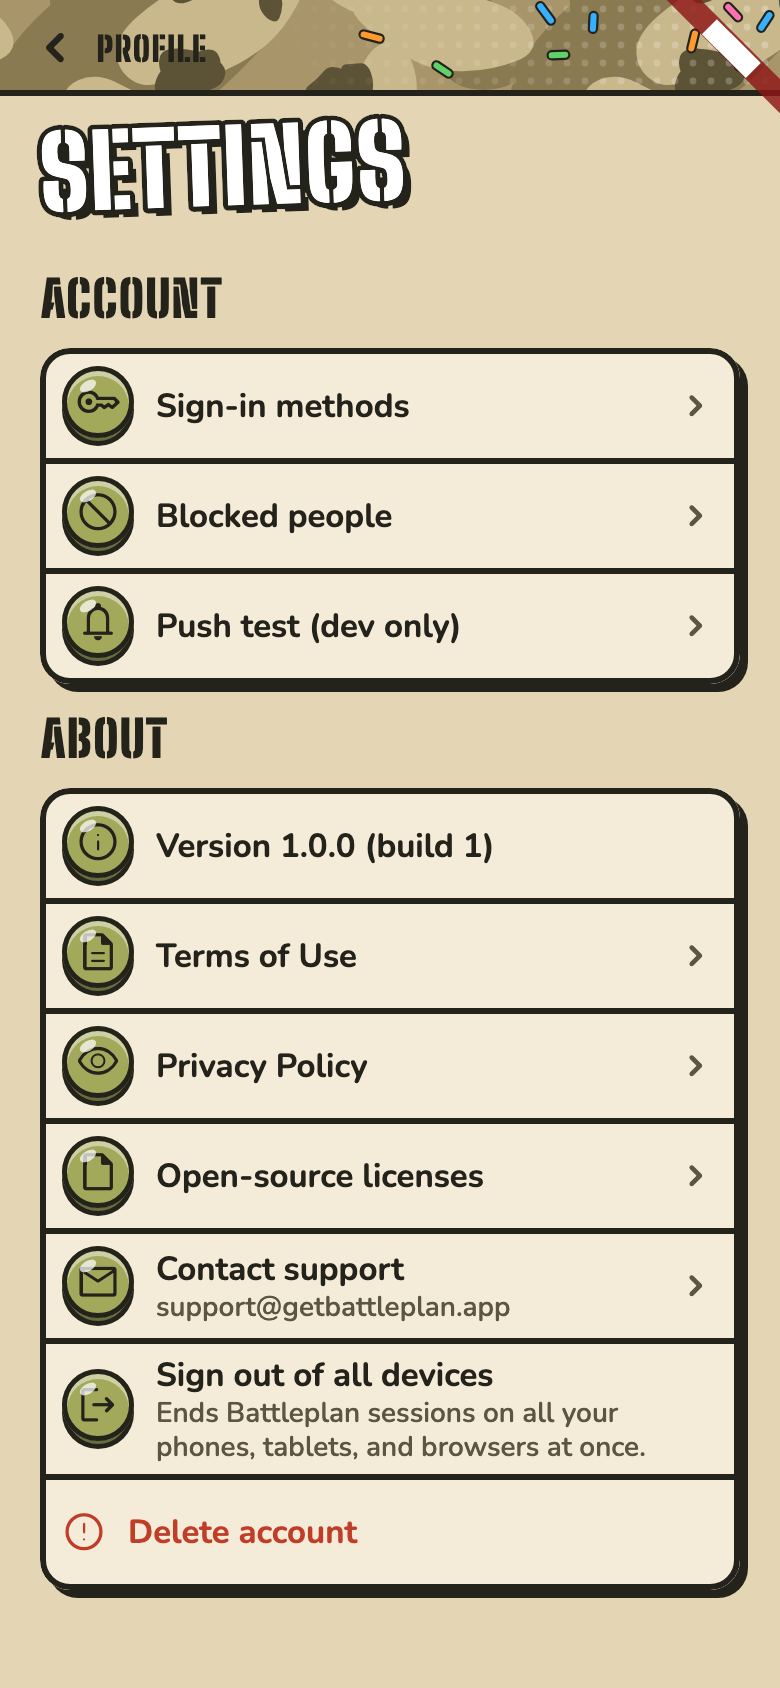 PROFILE
SETTINGS
ACCOUNT
Sign-in methods
Blocked people
Push test (dev only)
ABOUT
Version 1.0.0 (build 1)
Terms of Use
Privacy Policy
Open-source licenses
Contact support
support@getbattleplan.app
Sign out of all devices
Ends Battleplan sessions on all your
phones, tablets, and browsers at once.
Delete account